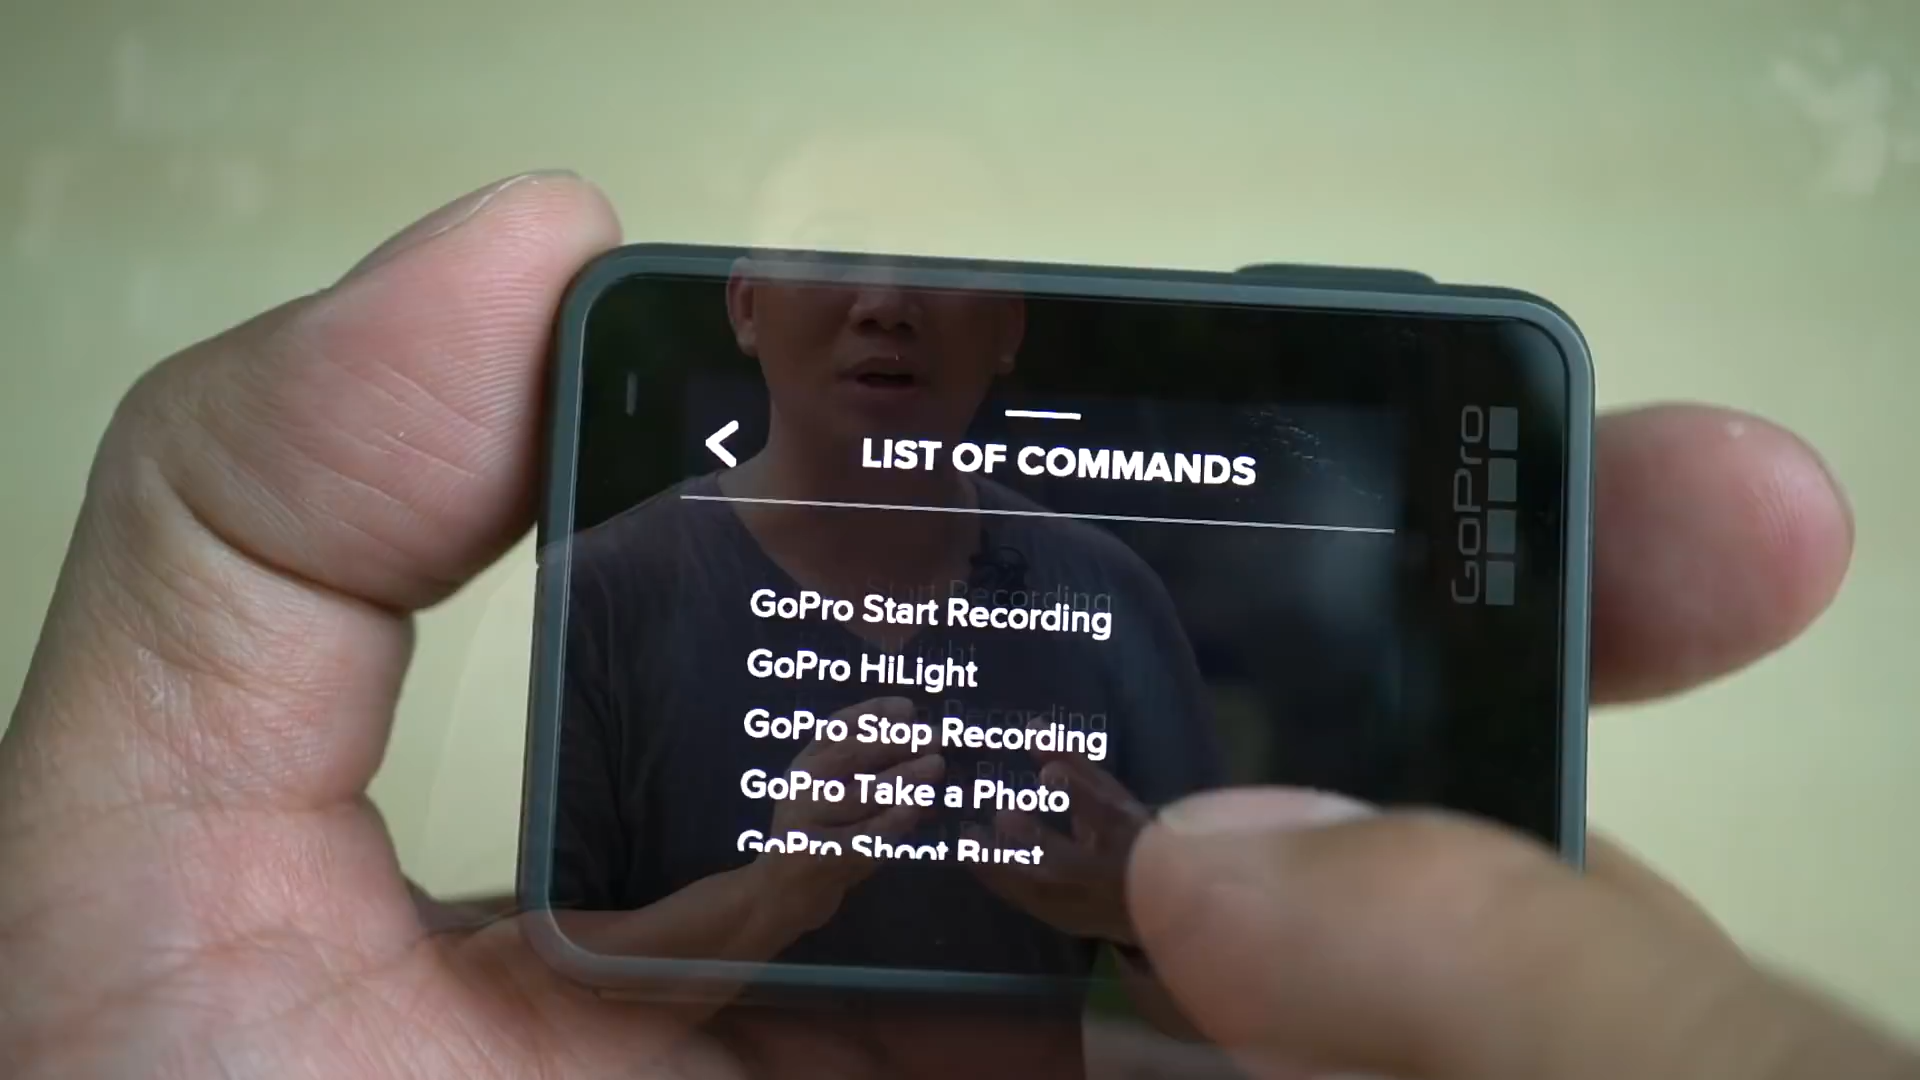 LIST OF COMMANDS
GoPro
GoPro Start Recording
GoPro HiLight
GoPro Stop Recording
GoPro Take a Photo
GoPro Shoot Burst